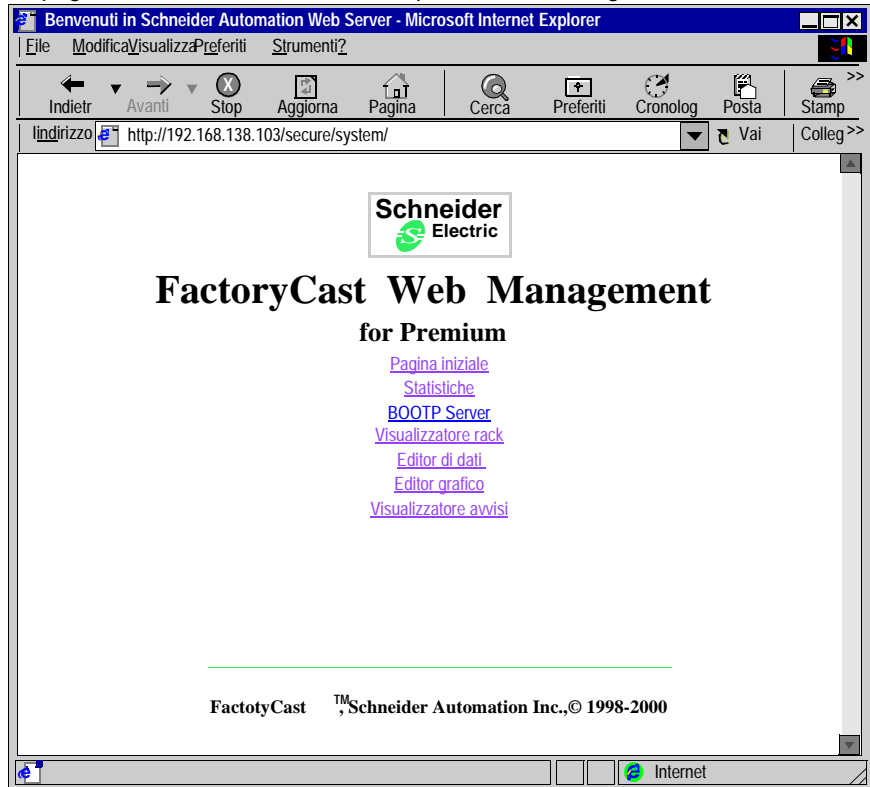 Benvenuti in Schneider Automation Web Server - Microsoft Internet Explorer
File ModificaVisualizzaPreferiti Strumenti?
Indietr Avanti Stop Aggiorna Pagina Cerca Preferiti Cronolog Posta Stamp >>
Iindirizzo http://192.168.138.103/secure/system/ Vai Colleg >>
Schneider
Electric
FactoryCast Web Management
for Premium
Pagina iniziale
Statistiche
BOOTP Server
Visualizzatore rack
Editor di dati
Editor grafico
Visualizzatore avvisi
FactotyCast ™,Schneider Automation Inc.,© 1998-2000
Internet